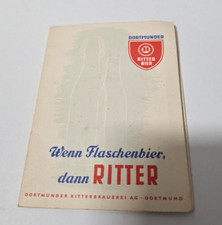 DORTMUNDER
RITTER
BIER
Wenn Flaschenbier,
dann RITTER
DORTMUNDER RITTERBRAUEREI AG · DORTMUND